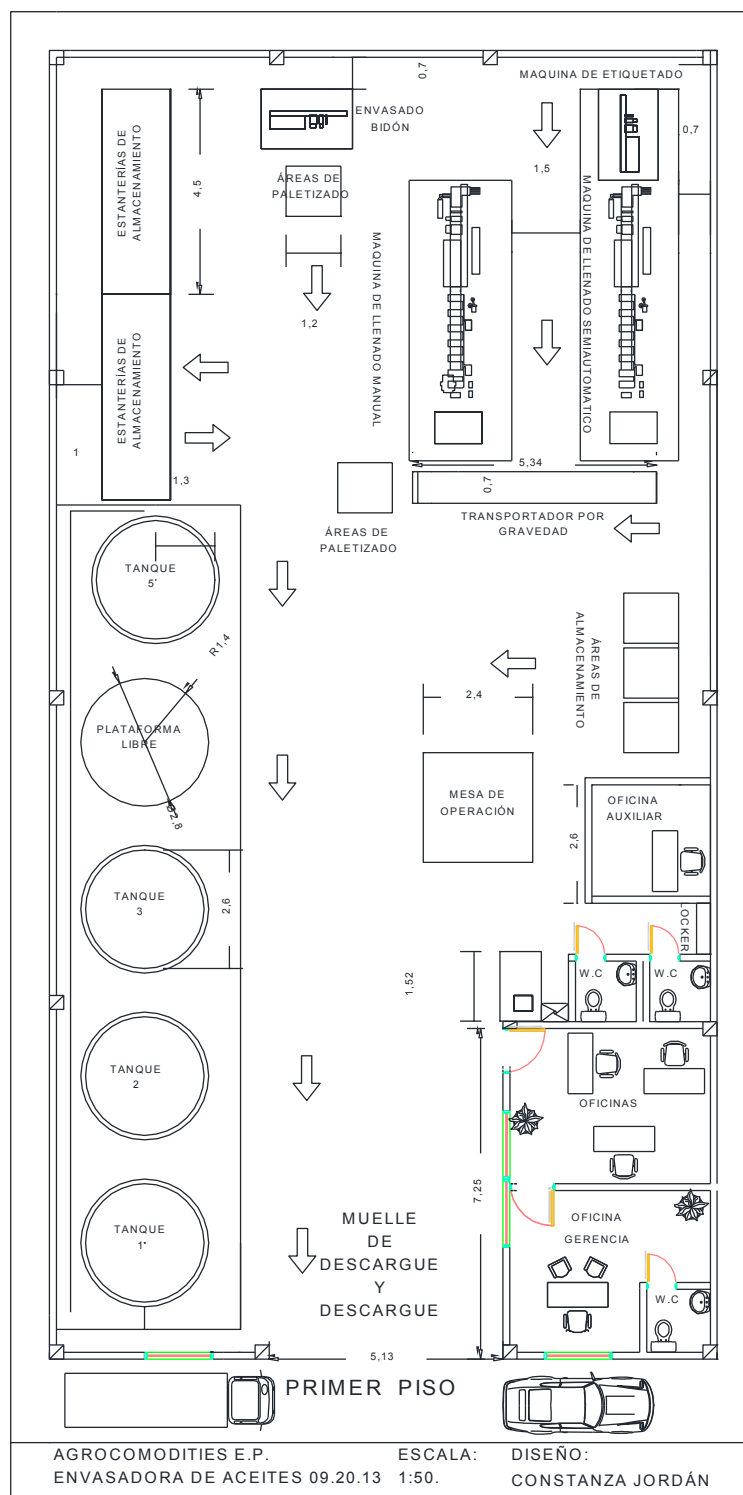 0,7
MAQUINA DE ETIQUETADO
ENVASADO
BIDÓN
0,7
ESTANTERÍAS DE
ALMACENAMIENTO
4,5
ÁREAS DE
PALETIZADO
1,5
MAQUINA DE LLENADO MANUAL
MAQUINA DE LLENADO SEMIAUTOMATICO
1,2
ESTANTERÍAS DE
ALMACENAMIENTO
1
1,3
5,34
0,7
TRANSPORTADOR POR
GRAVEDAD
ÁREAS DE
PALETIZADO
TANQUE
5
R1,4
ÁREAS DE
ALMACENAMIENTO
2,4
PLATAFORMA
LIBRE
Ø2,8
MESA DE
OPERACIÓN
OFICINA
AUXILIAR
2,6
TANQUE
3
2,6
LOCKER
W.C
W.C
1,52
TANQUE
2
OFICINAS
7,25
TANQUE
1
MUELLE
DE
DESCARGUE
Y
DESCARGUE
OFICINA
GERENCIA
W.C
5,13
PRIMER PISO
AGROCOMODITIES E.P.
ENVASADORA DE ACEITES 09.20.13
ESCALA:
1:50.
DISEÑO:
CONSTANZA JORDÁN